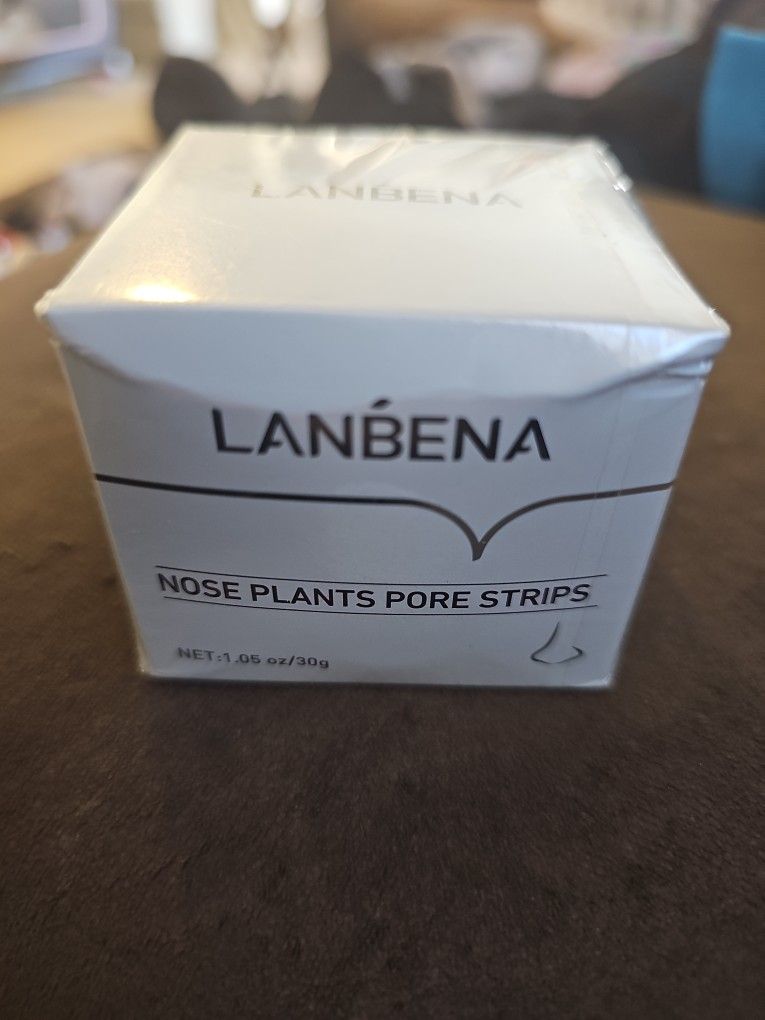 LANBENA
LANBENA
NOSE PLANTS PORE STRIPS
NET:1.05 oz/30g